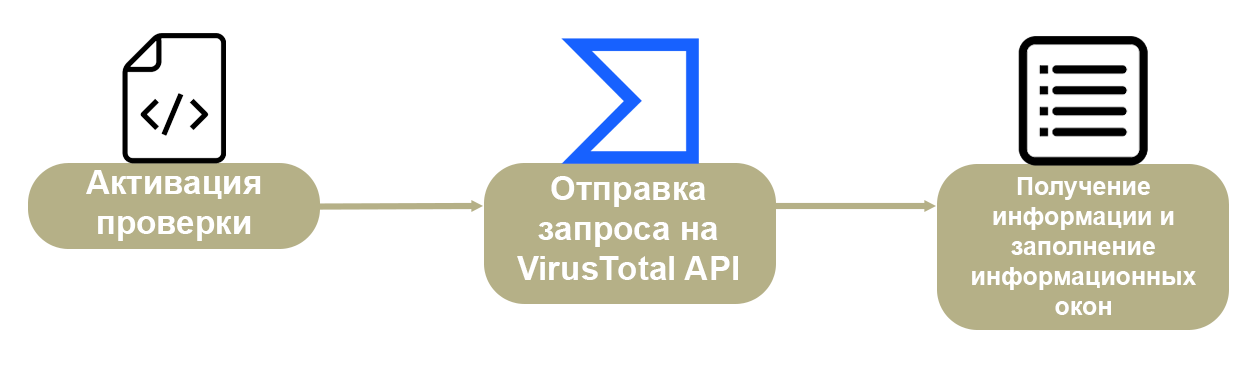 Активация
проверки
Отправка
запроса на
VirusTotal API
Получение
информации и
заполнение
информационных
окон